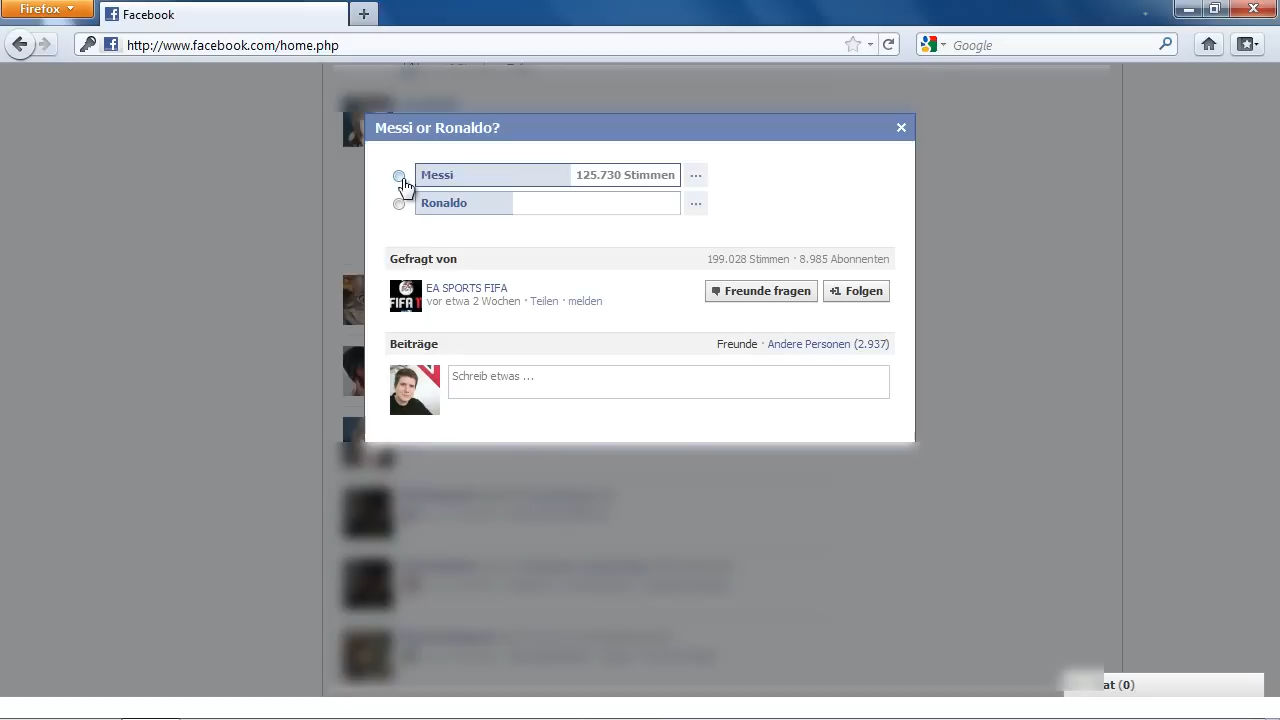 Firefox
Facebook
http://www.facebook.com/home.php
Google
Messi or Ronaldo?
Messi
125.730 Stimmen
...
Ronaldo
...
Gefragt von
199.028 Stimmen · 8.985 Abonnenten
EA SPORTS FIFA
vor etwa 2 Wochen · Teilen · melden
Freunde fragen
+1 Folgen
Beiträge
Freunde · Andere Personen (2.937)
Schreib etwas ...
at (0)